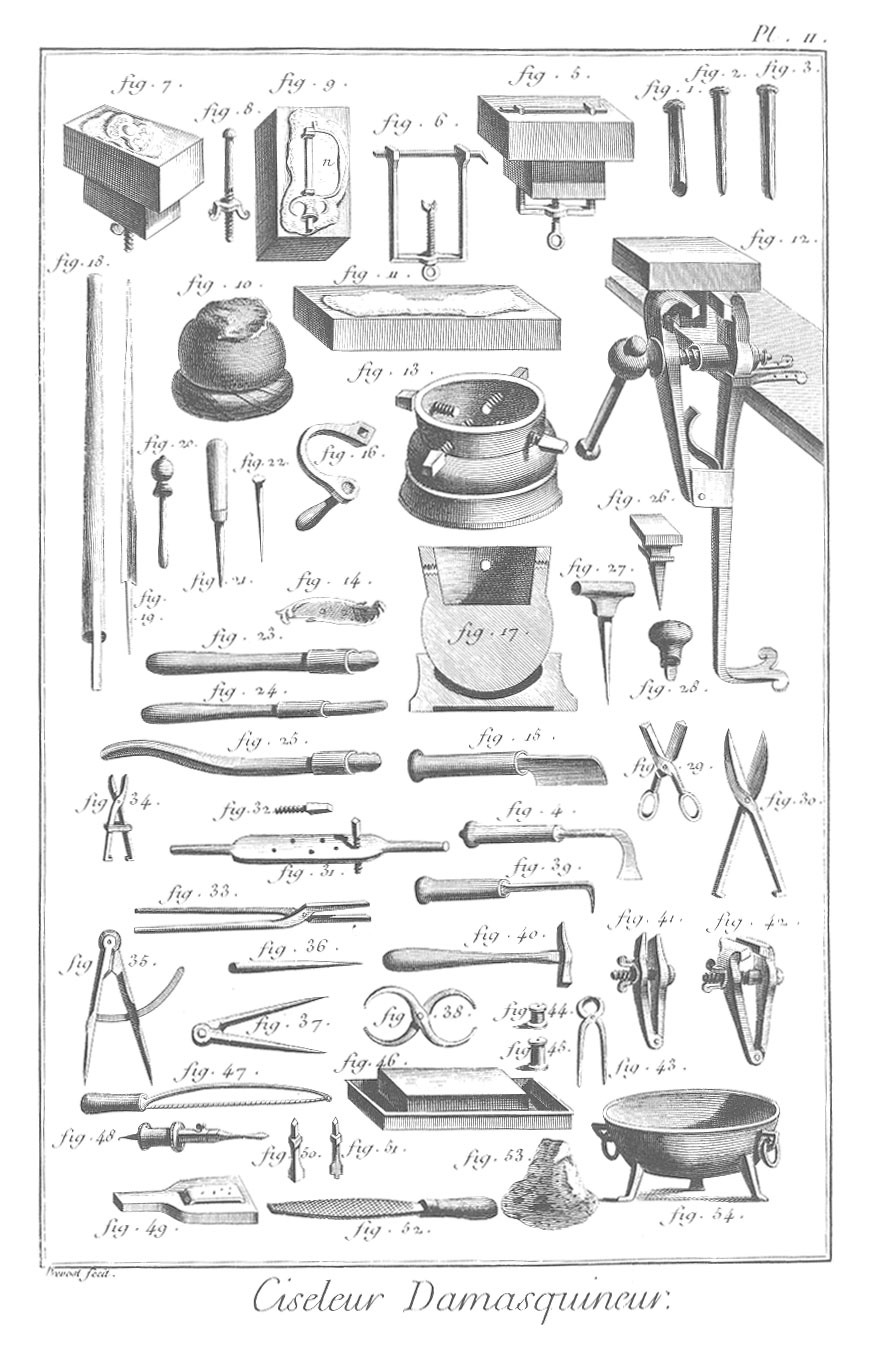 Pl. II.
fig. 7
fig. 8
fig. 9
fig. 6
fig. 5
fig. 1.
fig. 2.
fig. 3.
fig. 18.
fig. 10
fig. 11.
fig. 12.
fig. 13
fig. 20.
fig. 22
fig. 16
fig. 26
fig. 21
fig. 19
fig. 14
fig. 27
fig. 17
fig. 23
fig. 28
fig. 24
fig. 25
fig. 15
fig. 29
fig. 30
fig. 34
fig. 32
fig. 4
fig. 31
fig. 39
fig. 33
fig. 35
fig. 36
fig. 40
fig. 41
fig. 42
fig. 37
fig. 38
fig. 44
fig. 45
fig. 43
fig. 47
fig. 46
fig. 48
fig. 50
fig. 51
fig. 53
fig. 49
fig. 52
fig. 54
n
Prevost fecit.
Ciseleur Damasquineur.